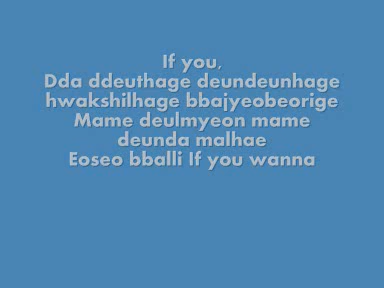 If you,
Dda ddeuthage deundeunhage
hwakshilhage bbajyeobeorige
Mame deulmyeon mame
deunda malhae
Eoseo bballi If you wanna